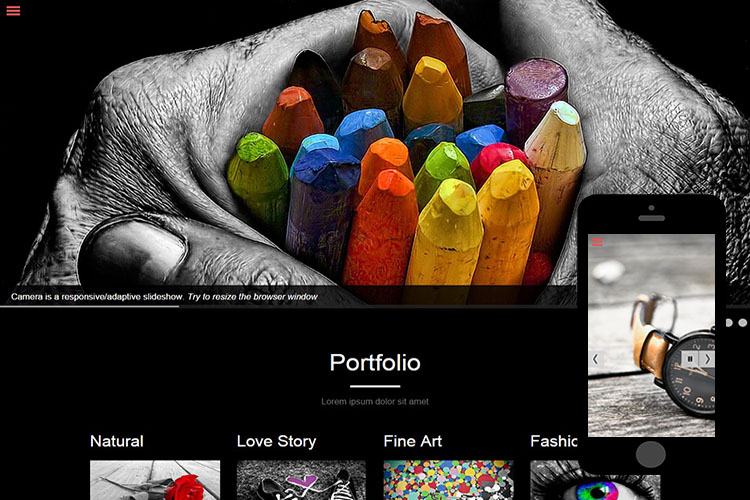 Camera is a responsive/adaptive slideshow. Try to resize the browser window
Portfolio
Lorem ipsum dolor sit amet
Natural
Love Story
Fine Art
Fashio